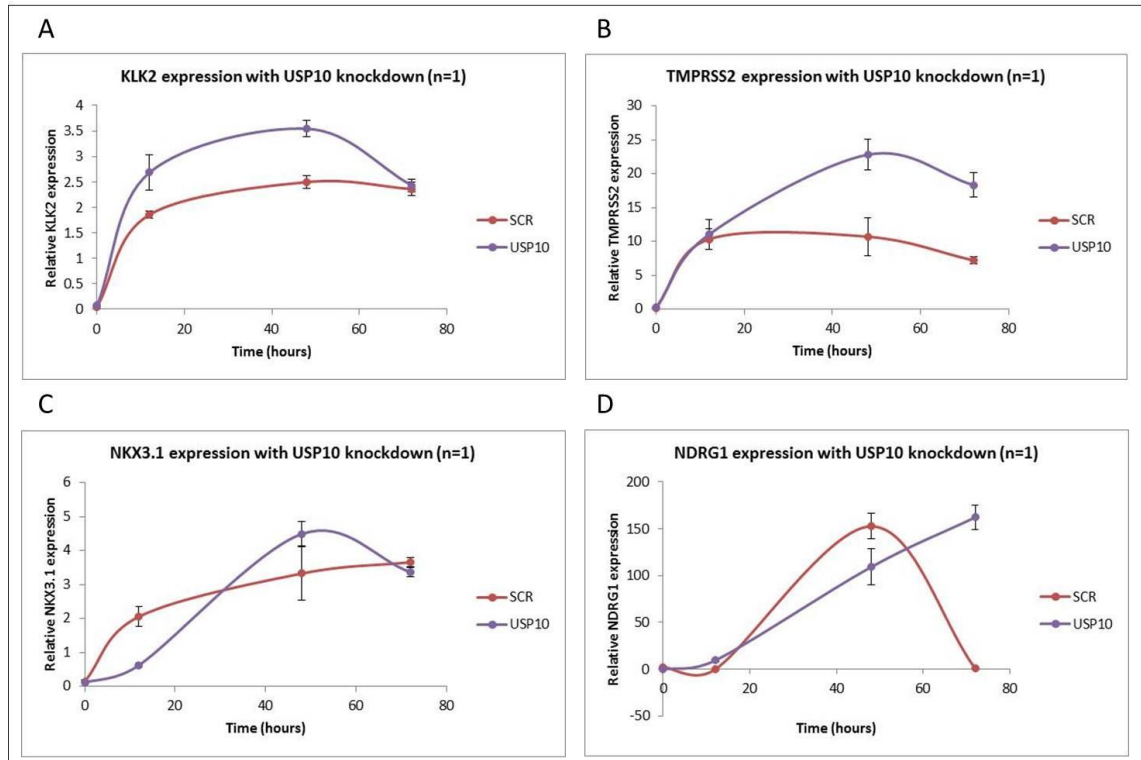 A
KLK2 expression with USP10 knockdown (n=1)
Relative KLK2 expression
4
3.5
3
2.5
2
1.5
1
0.5
0
0 20 40 60 80
Time (hours)
SCR
USP10
B
TMPRSS2 expression with USP10 knockdown (n=1)
Relative TMPRSS2 expression
30
25
20
15
10
5
0
0 20 40 60 80
Time (hours)
SCR
USP10
C
NKX3.1 expression with USP10 knockdown (n=1)
Relative NKX3.1 expression
6
5
4
3
2
1
0
0 20 40 60 80
Time (hours)
SCR
USP10
D
NDRG1 expression with USP10 knockdown (n=1)
Relative NDRG1 expression
200
150
100
50
0
-50
0 20 40 60 80
Time (hours)
SCR
USP10